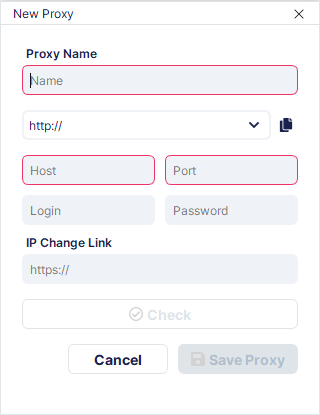 New Proxy
Proxy Name
Name
http://
Host Port
Login Password
IP Change Link
https://
Check
Cancel Save Proxy